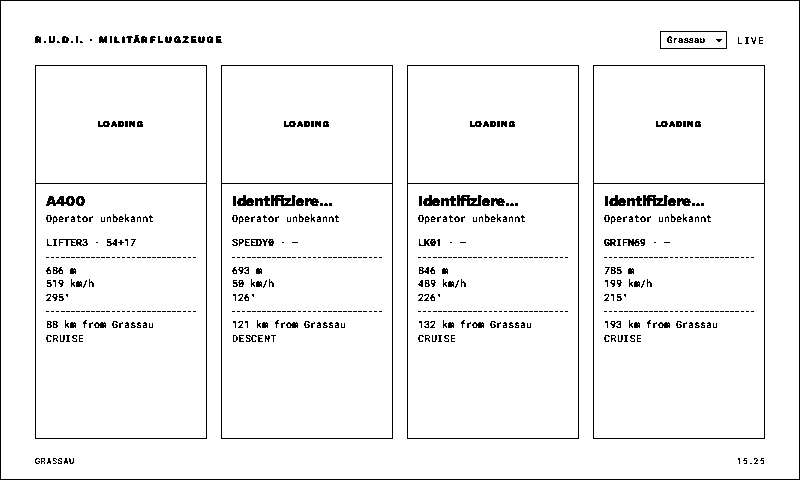 R.U.D.I. · MILITÄRFLUGZEUGE
Grassau
LIVE
LOADING
A400
Operator unbekannt
LIFTER3 · 54+17
686 m
519 km/h
295°
88 km from Grassau
CRUISE
LOADING
Identifiziere...
Operator unbekannt
SPEEDY0 · —
693 m
50 km/h
126°
121 km from Grassau
DESCENT
LOADING
Identifiziere...
Operator unbekannt
LK01 · —
846 m
489 km/h
226°
132 km from Grassau
CRUISE
LOADING
Identifiziere...
Operator unbekannt
GRIFN69 · —
785 m
199 km/h
215°
193 km from Grassau
CRUISE
GRASSAU
15.25